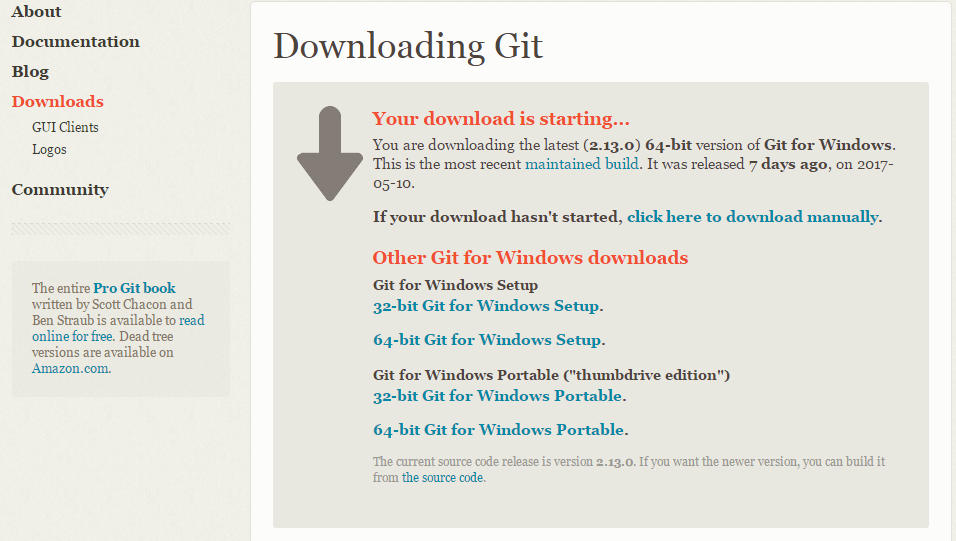 About
Documentation
Blog
Downloads
GUI Clients
Logos
Community
The entire Pro Git book
written by Scott Chacon and
Ben Straub is available to read
online for free. Dead tree
versions are available on
Amazon.com.
Downloading Git
Your download is starting...
You are downloading the latest (2.13.0) 64-bit version of Git for Windows.
This is the most recent maintained build. It was released 7 days ago, on 2017-
05-10.
If your download hasn't started, click here to download manually.
Other Git for Windows downloads
Git for Windows Setup
32-bit Git for Windows Setup.
64-bit Git for Windows Setup.
Git for Windows Portable ("thumbdrive edition")
32-bit Git for Windows Portable.
64-bit Git for Windows Portable.
The current source code release is version 2.13.0. If you want the newer version, you can build it
from the source code.